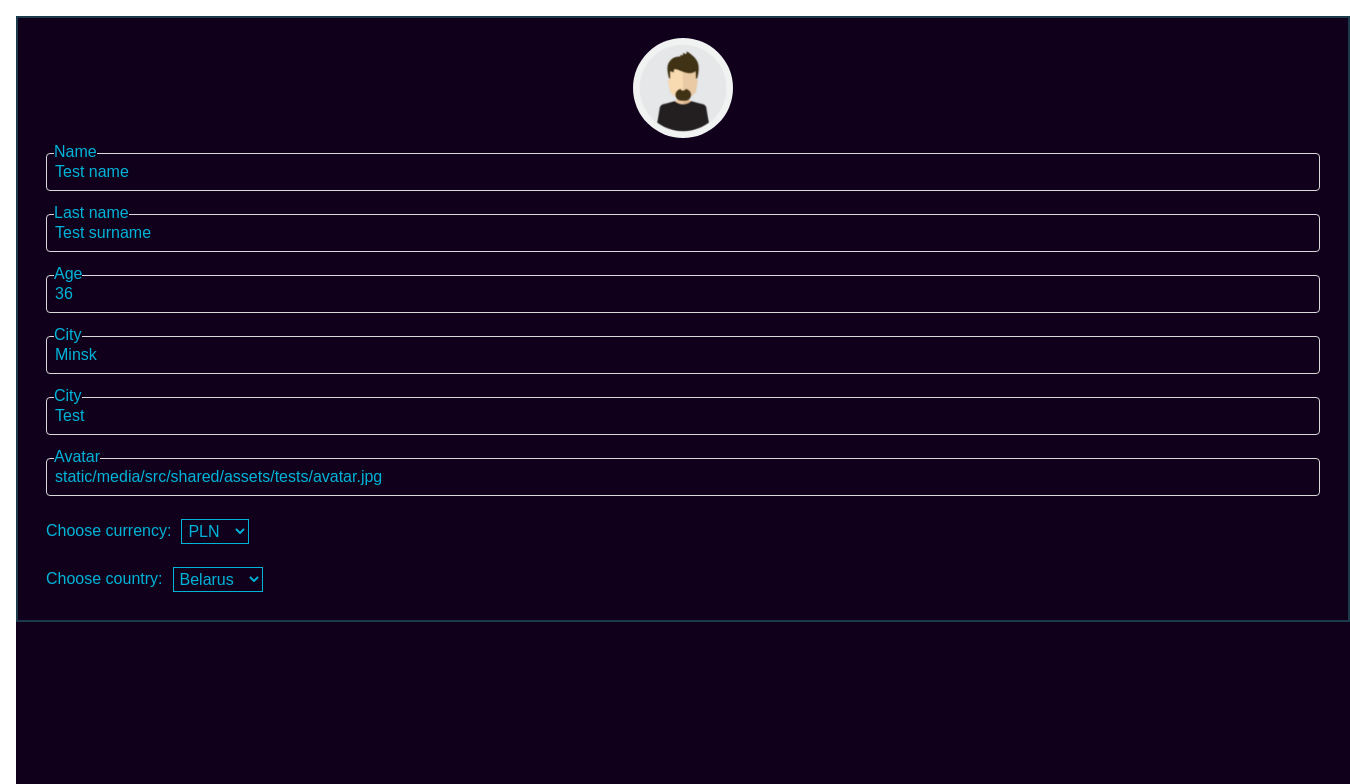 Name
Test name
Last name
Test surname
Age
36
City
Minsk
City
Test
Avatar
static/media/src/shared/assets/tests/avatar.jpg
Choose currency: PLN
Choose country: Belarus